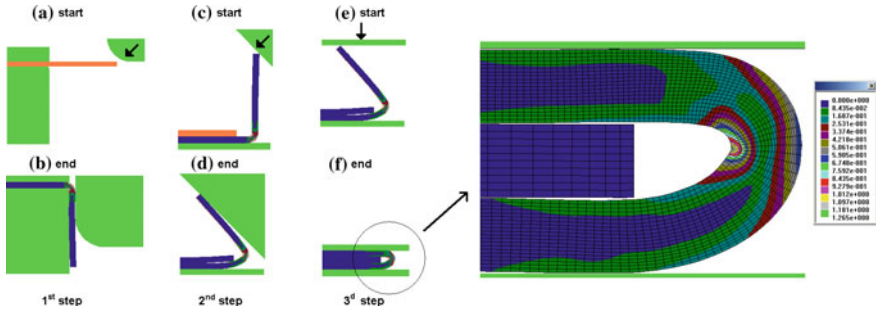 (a) start
(c) start
(e) start
(b) end
(d) end
(f) end
1st step
2nd step
3d step
0.000e+000
8.435e-002
1.687e-001
2.531e-001
3.374e-001
4.218e-001
5.061e-001
5.905e-001
6.748e-001
7.592e-001
8.435e-001
9.279e-001
1.012e+000
1.097e+000
1.181e+000
1.265e+000